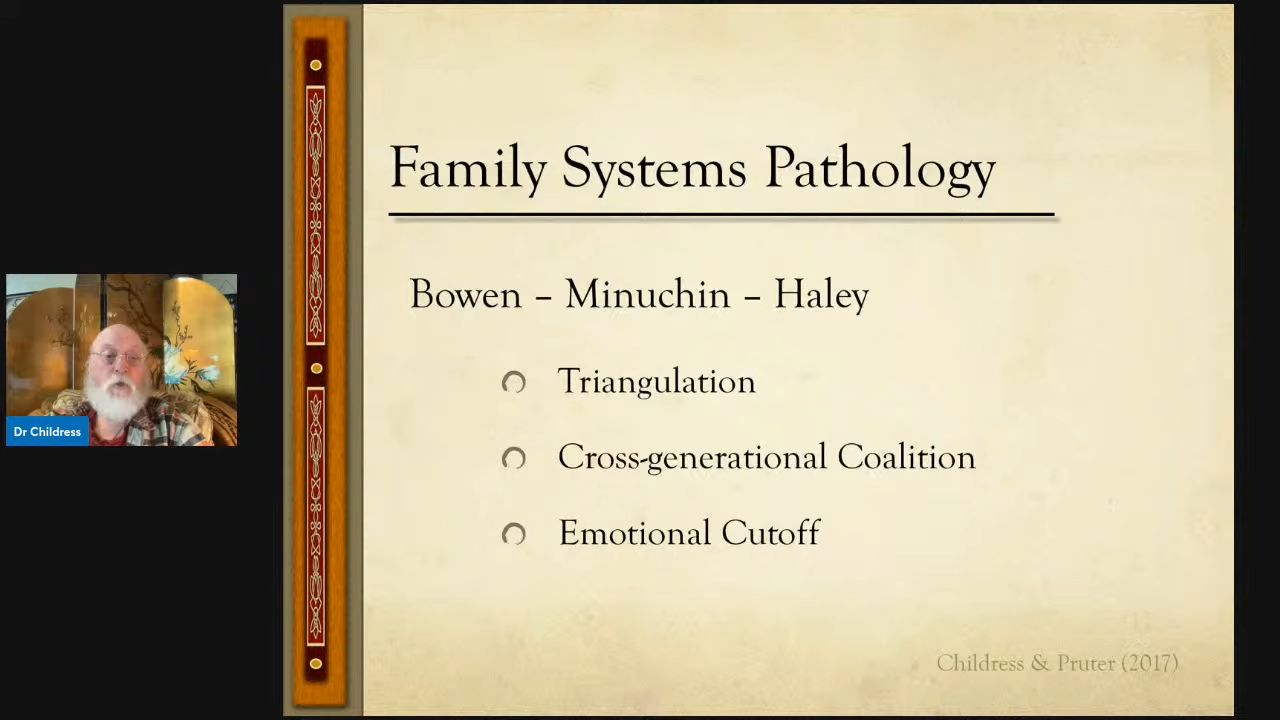 Family Systems Pathology
Bowen – Minuchin – Haley
Triangulation
Cross-generational Coalition
Emotional Cutoff
Childress & Pruter (2017)
Dr Childress